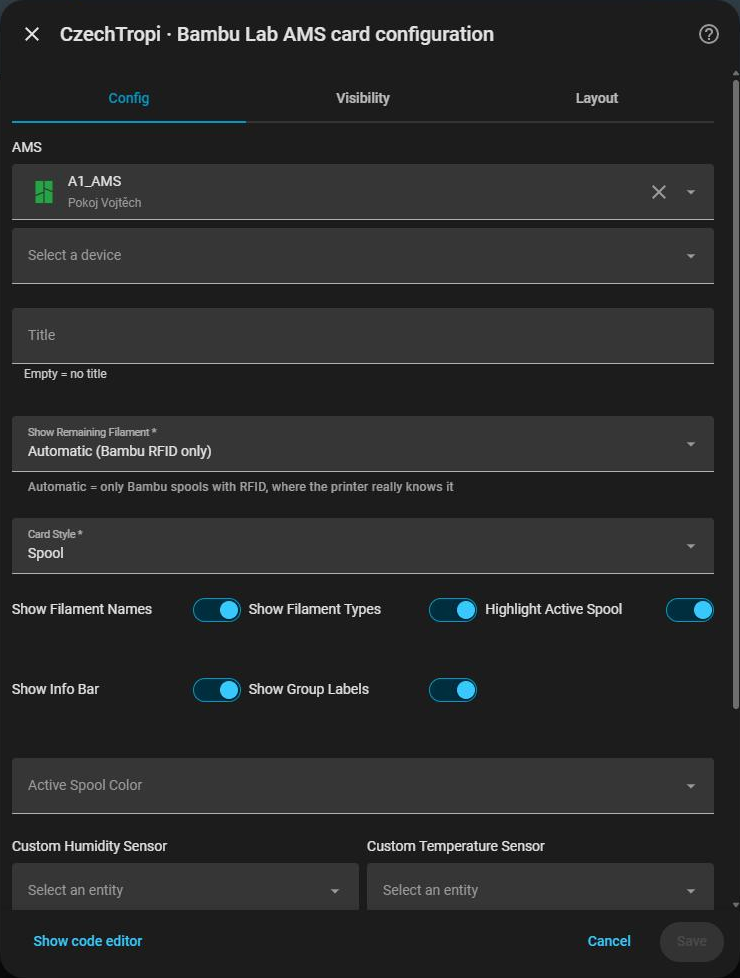 CzechTropi · Bambu Lab AMS card configuration
Config
Visibility
Layout
AMS
A1_AMS
Pokoj Vojtěch
Select a device
Title
Empty = no title
Show Remaining Filament *
Automatic (Bambu RFID only)
Automatic = only Bambu spools with RFID, where the printer really knows it
Card Style *
Spool
Show Filament Names
Show Filament Types
Highlight Active Spool
Show Info Bar
Show Group Labels
Active Spool Color
Custom Humidity Sensor
Custom Temperature Sensor
Select an entity
Select an entity
Show code editor
Cancel
Save